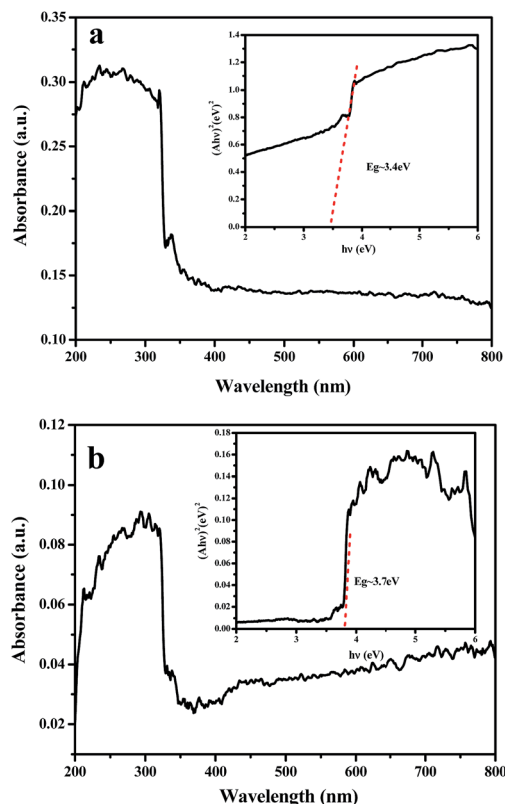 a
Absorbance (a.u.)
0.35
0.30
0.25
0.20
0.15
0.10
200 300 400 500 600 700 800
Wavelength (nm)
(Ahν)²(eV)²
1.4
1.2
1.0
0.8
0.6
0.4
0.2
0.0
2 3 4 5 6
hν (eV)
Eg~3.4eV
b
Absorbance (a.u.)
0.12
0.10
0.08
0.06
0.04
0.02
200 300 400 500 600 700 800
Wavelength (nm)
(Ahν)²(eV)²
0.18
0.16
0.14
0.12
0.10
0.08
0.06
0.04
0.02
0.00
2 3 4 5 6
hν (eV)
Eg~3.7eV